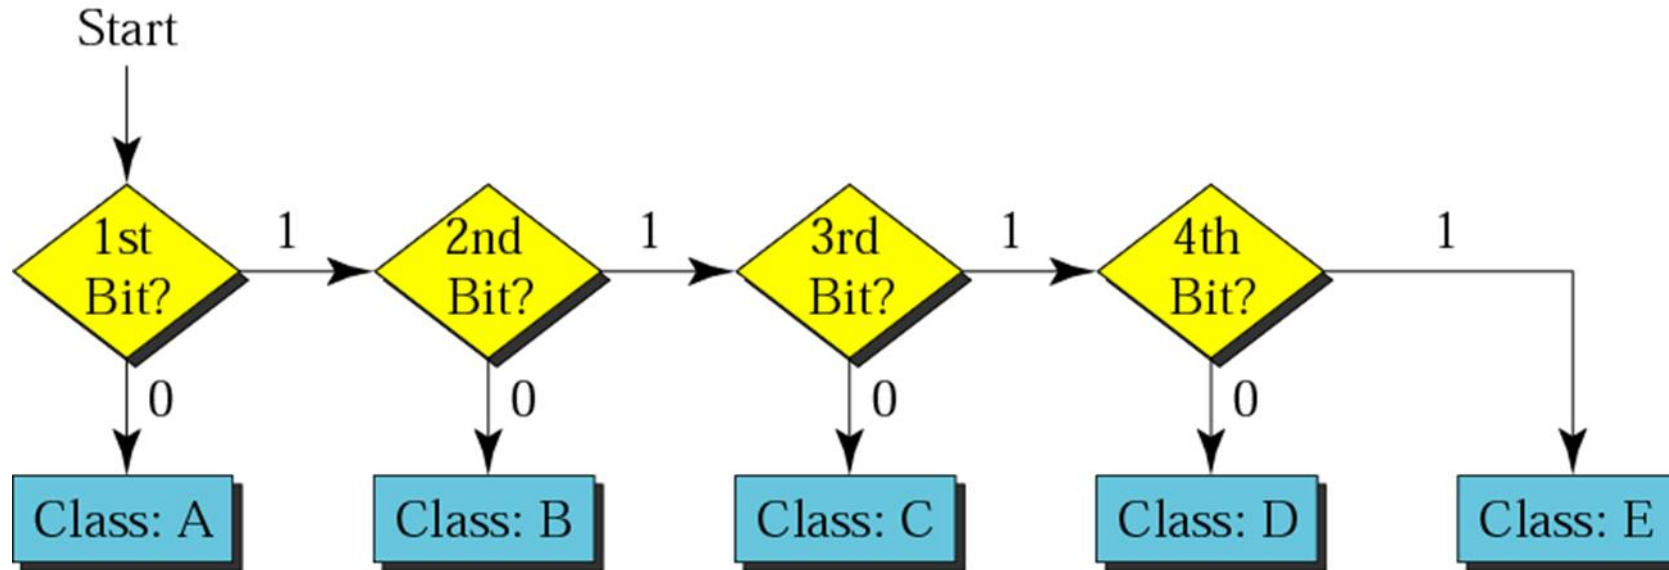 Start
1st
Bit?
1
2nd
Bit?
1
3rd
Bit?
1
4th
Bit?
1
0
0
0
0
Class: A
Class: B
Class: C
Class: D
Class: E